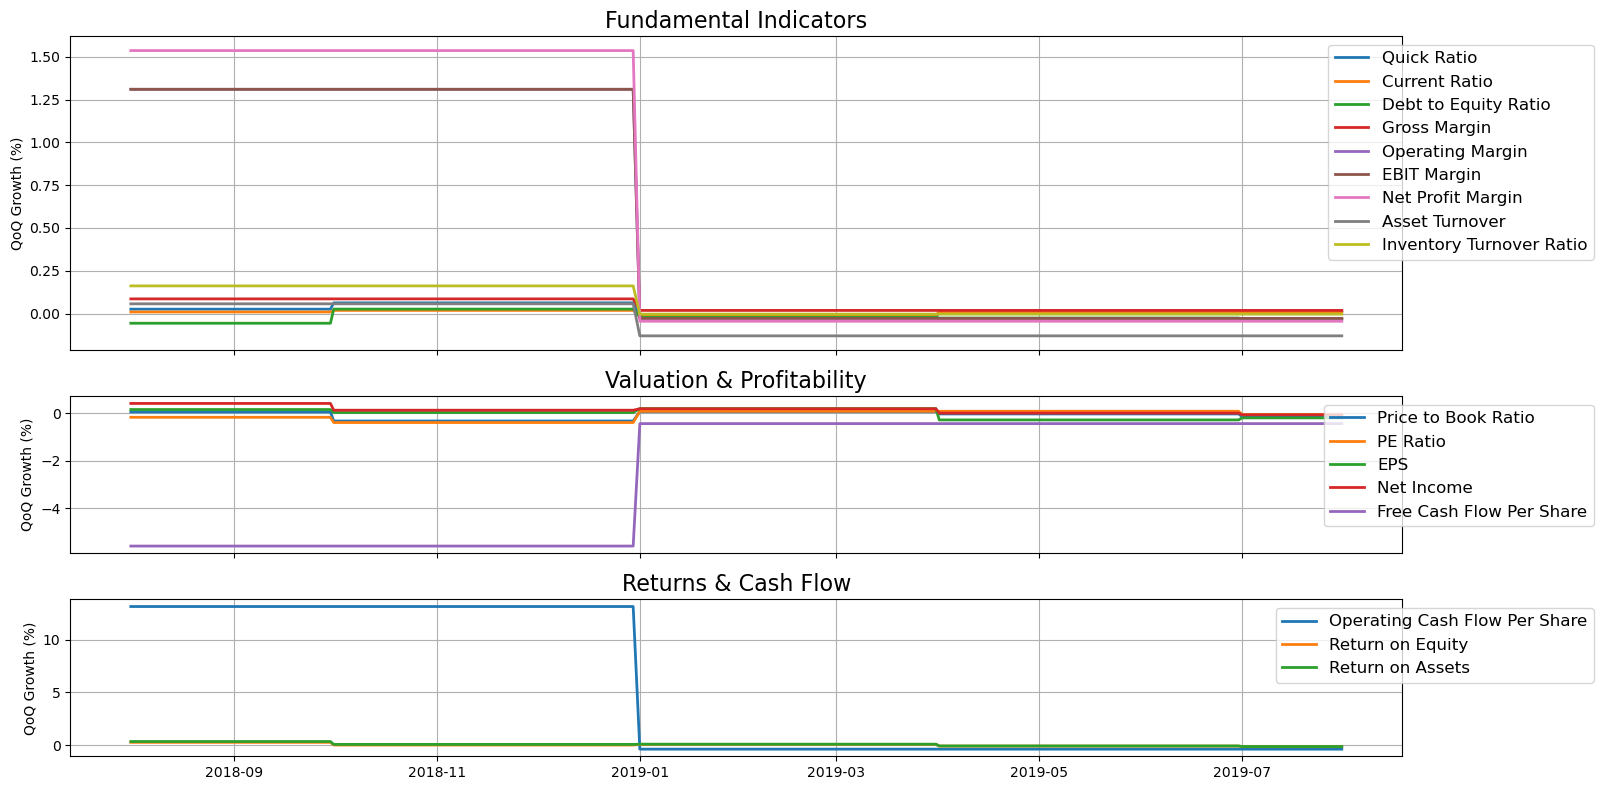 Fundamental Indicators
QoQ Growth (%)
1.50
1.25
1.00
0.75
0.50
0.25
0.00
Quick Ratio
Current Ratio
Debt to Equity Ratio
Gross Margin
Operating Margin
EBIT Margin
Net Profit Margin
Asset Turnover
Inventory Turnover Ratio
Valuation & Profitability
QoQ Growth (%)
0
−2
−4
Price to Book Ratio
PE Ratio
EPS
Net Income
Free Cash Flow Per Share
Returns & Cash Flow
QoQ Growth (%)
10
5
0
Operating Cash Flow Per Share
Return on Equity
Return on Assets
2018-09 2018-11 2019-01 2019-03 2019-05 2019-07